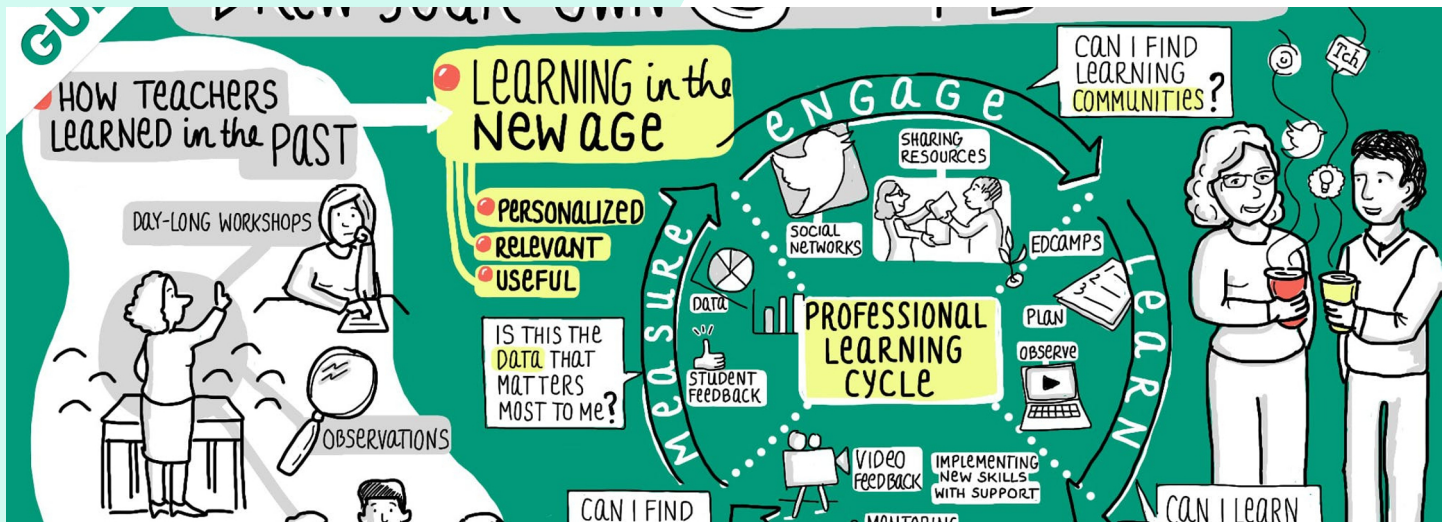 HOW TEACHERS
LEARNED in the PAST
DAY-LONG WORKSHOPS
OBSERVATIONS
LEARNING in the
NEW AGE
PERSONALIZED
RELEVANT
USEFUL
IS THIS THE
DATA THAT
MATTERS
MOST TO ME?
measure
DATA
STUDENT
FEEDBACK
eNGaGe
SOCIAL
NETWORKS
SHARING
RESOURCES
CAN I FIND
LEARNING
COMMUNITIES?
Tch
LeaRN
EDCAMPS
PLAN
OBSERVE
PROFESSIONAL
LEARNING
CYCLE
VIDEO
FEEDBACK
IMPLEMENTING
NEW SKILLS
WITH SUPPORT
CAN I FIND
MENTORING
CAN I LEARN